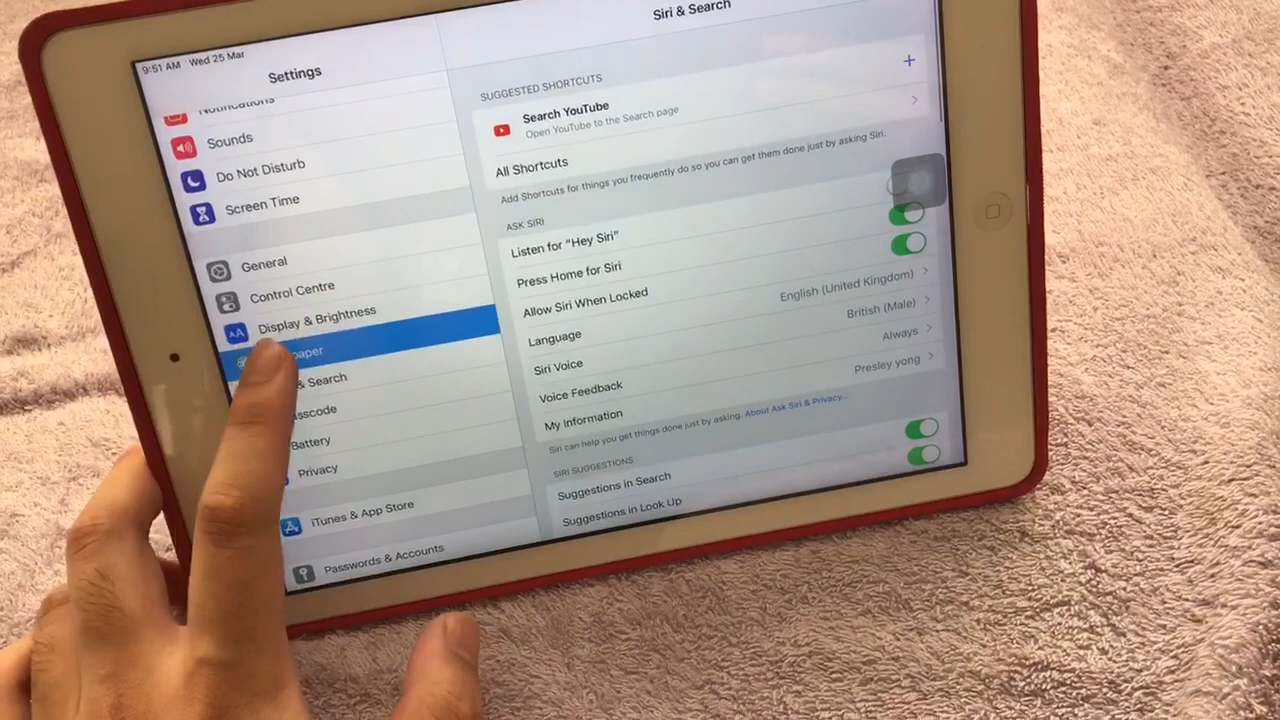 9:51 AM Wed 25 Mar
Settings
Notifications
Sounds
Do Not Disturb
Screen Time
General
Control Centre
Display & Brightness
AA
paper
& Search
sscode
Battery
Privacy
iTunes & App Store
Passwords & Accounts
Siri & Search
SUGGESTED SHORTCUTS
Search YouTube
Open YouTube to the Search page
All Shortcuts
Add Shortcuts for things you frequently do so you can get them done just by asking Siri.
ASK SIRI
Listen for “Hey Siri”
Press Home for Siri
Allow Siri When Locked
Language English (United Kingdom)
Siri Voice British (Male)
Voice Feedback Always
My Information Presley yong
Siri can help you get things done just by asking. About Ask Siri & Privacy...
SIRI SUGGESTIONS
Suggestions in Search
Suggestions in Look Up